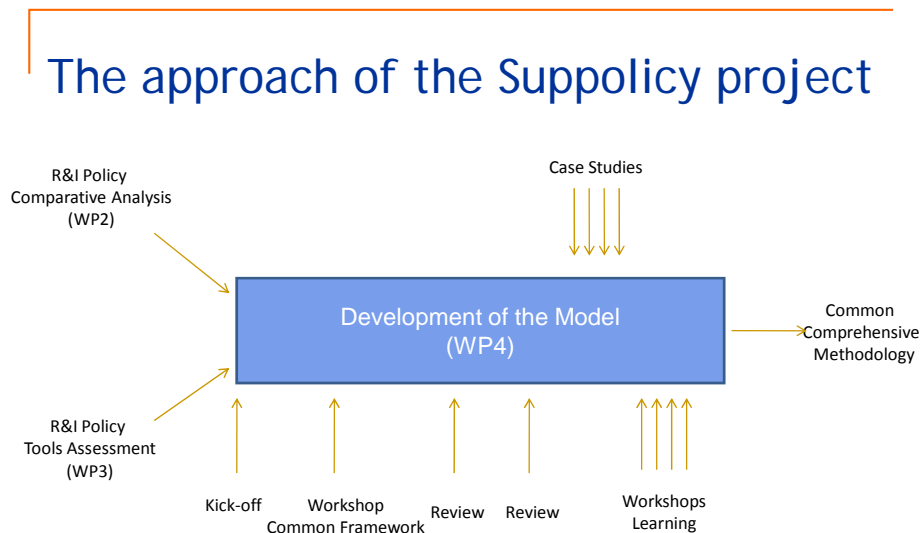 The approach of the Suppolicy project
Case Studies
R&I Policy
Comparative Analysis
(WP2)
Development of the Model
(WP4)
Common
Comprehensive
Methodology
R&I Policy
Tools Assessment
(WP3)
Kick-off
Workshop
Common Framework
Review
Review
Workshops
Learning